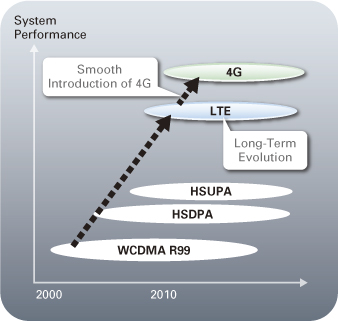 System
Performance
4G
Smooth
Introduction of 4G
LTE
Long-Term
Evolution
HSUPA
HSDPA
WCDMA R99
2000
2010